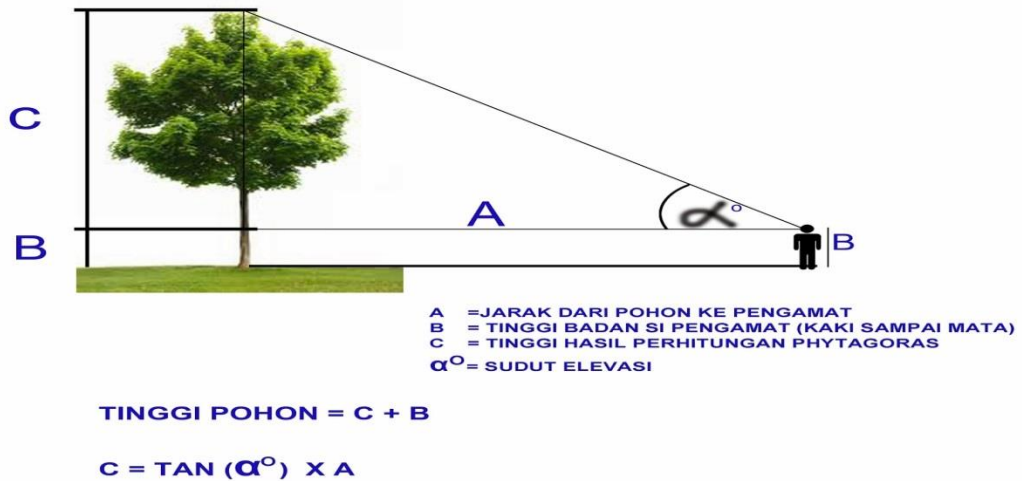 C
A
α°
B
B
A =JARAK DARI POHON KE PENGAMAT
B = TINGGI BADAN SI PENGAMAT (KAKI SAMPAI MATA)
C = TINGGI HASIL PERHITUNGAN PHYTAGORAS
α° = SUDUT ELEVASI
TINGGI POHON = C + B
C = TAN (α°) X A